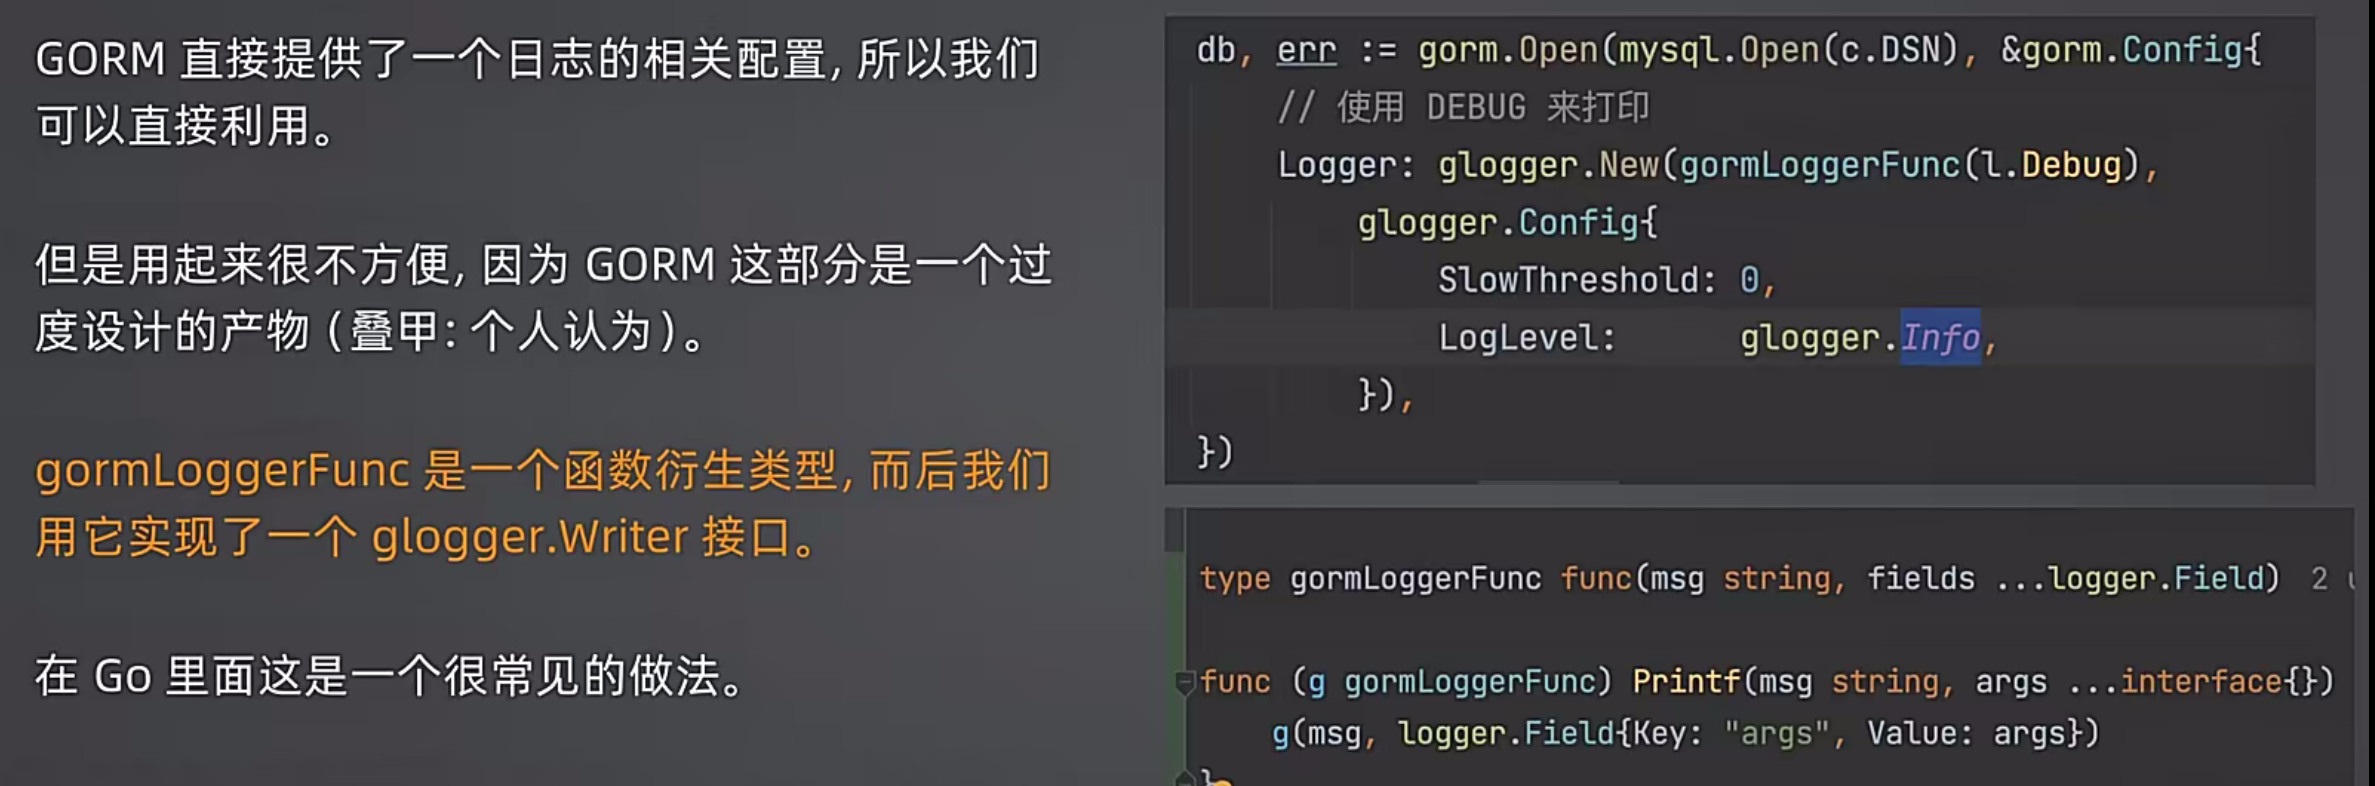 GORM 直接提供了一个日志的相关配置，所以我们
可以直接利用。
但是用起来很不方便，因为 GORM 这部分是一个过
度设计的产物（叠甲：个人认为）。
gormLoggerFunc 是一个函数衍生类型，而后我们
用它实现了一个 glogger.Writer 接口。
在 Go 里面这是一个很常见的做法。
db, err := gorm.Open(mysql.Open(c.DSN), &gorm.Config{
// 使用 DEBUG 来打印
Logger: glogger.New(gormLoggerFunc(l.Debug),
glogger.Config{
SlowThreshold: 0,
LogLevel: glogger.Info,
}),
})
type gormLoggerFunc func(msg string, fields ...logger.Field) 2
func (g gormLoggerFunc) Printf(msg string, args ...interface{})
g(msg, logger.Field{Key: "args", Value: args})
}